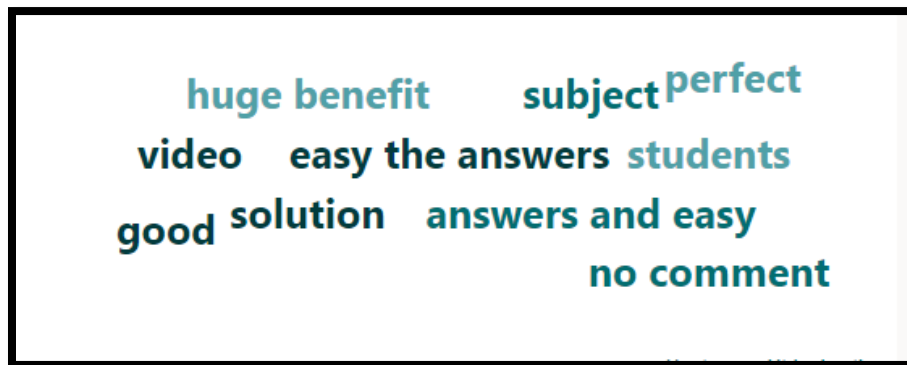 huge benefit subject perfect
video easy the answers students
good solution answers and easy
no comment